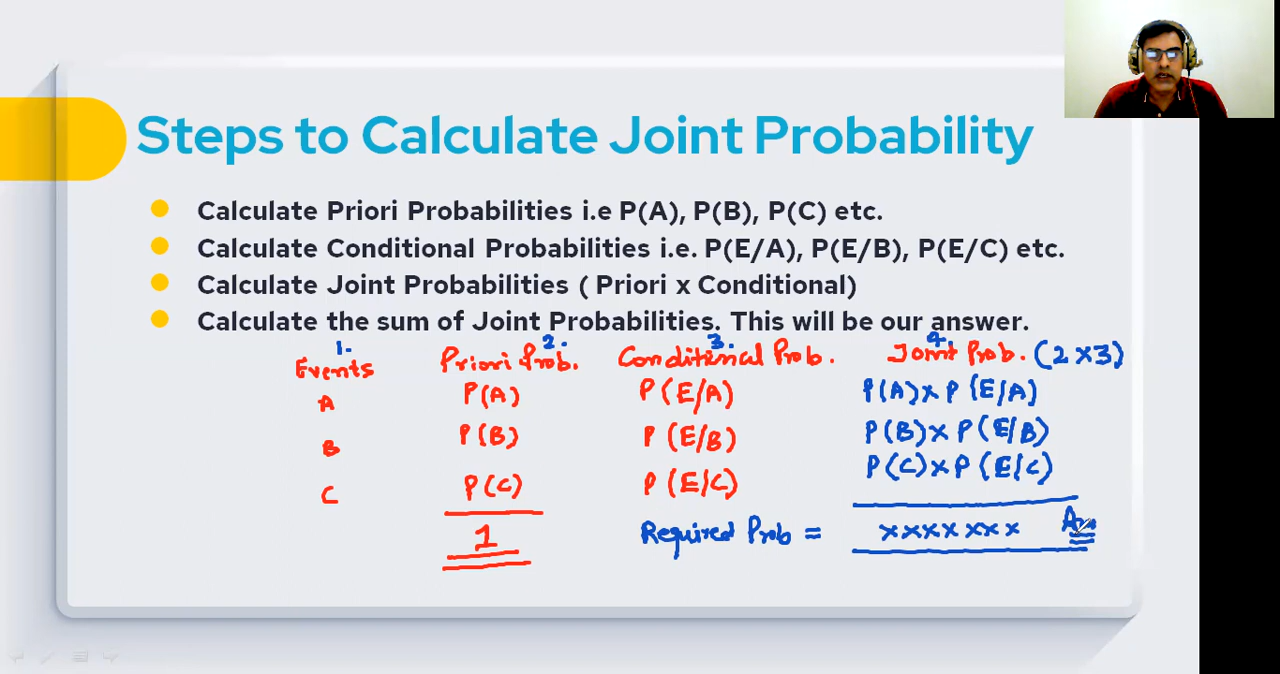 Steps to Calculate Joint Probability
Calculate Priori Probabilities i.e P(A), P(B), P(C) etc.
Calculate Conditional Probabilities i.e. P(E/A), P(E/B), P(E/C) etc.
Calculate Joint Probabilities ( Priori x Conditional)
Calculate the sum of Joint Probabilities. This will be our answer.
1. 2. 3. 4.
Events Priori Prob. Conditional Prob. Joint Prob. (2x3)
A P(A) P(E/A) P(A)x P(E/A)
B P(B) P(E/B) P(B)x P(E/B)
C P(C) P(E/C) P(C)x P(E/C)
1 Required Prob = xxxxxxx Ans